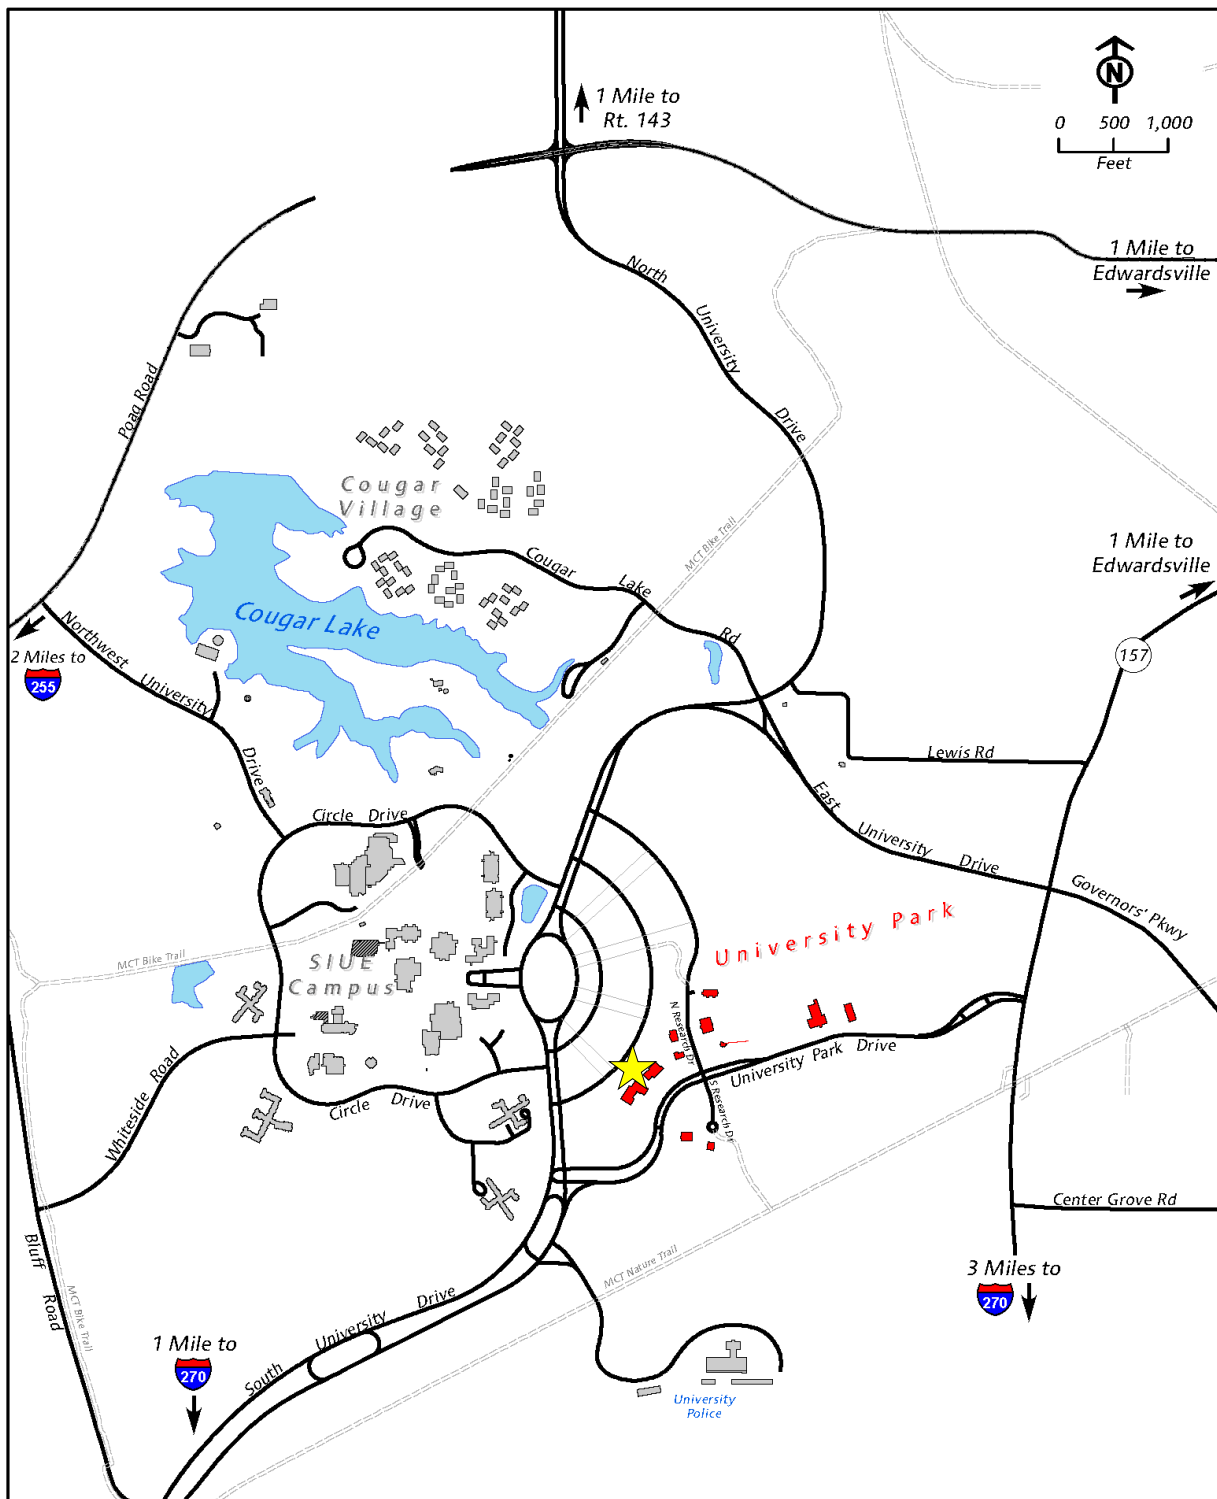 1 Mile to
Rt. 143
N
0 500 1,000
Feet
1 Mile to
Edwardsville
North
University
Drive
Poag Road
Cougar
Village
MCT Bike Trail
1 Mile to
Edwardsville
Cougar
Lake
Rd
Cougar Lake
157
2 Miles to
255
Northwest
University
Drive
Lewis Rd
East
University
Drive
Governors' Pkwy
Circle Drive
University Park
SIUE
Campus
MCT Bike Trail
N Research Dr
University Park Drive
S Research Dr
Whiteside Road
Circle Drive
Center Grove Rd
Bluff
Road
MCT Bike Trail
MCT Nature Trail
3 Miles to
270
South
University
Drive
1 Mile to
270
University
Police